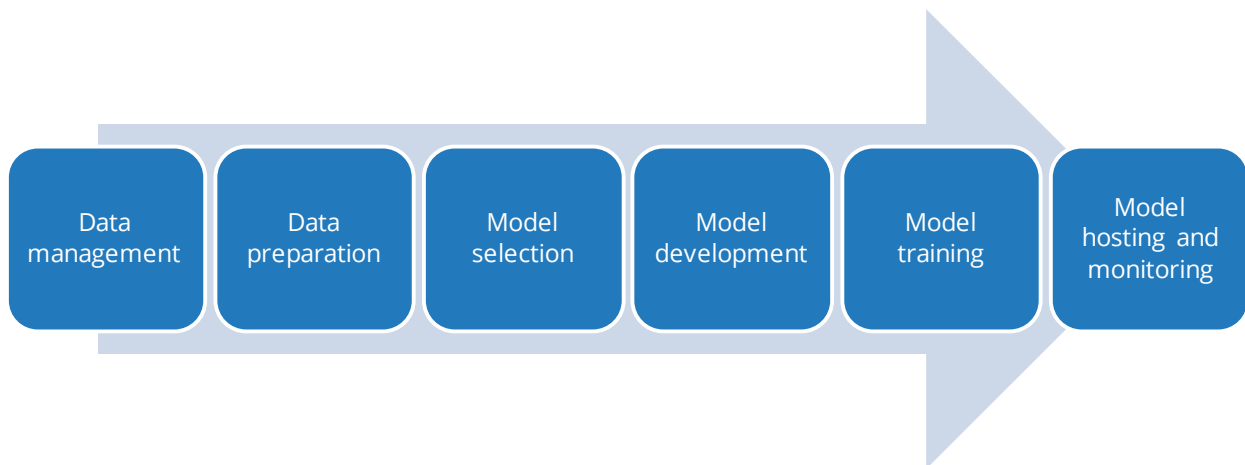 Data
management
Data
preparation
Model
selection
Model
development
Model
training
Model
hosting and
monitoring